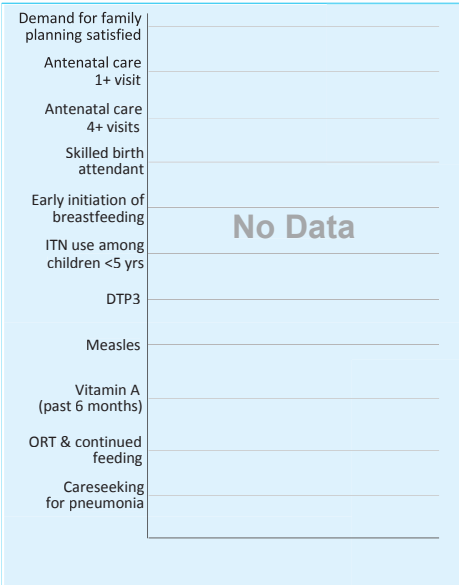 Demand for family
planning satisfied
Antenatal care
1+ visit
Antenatal care
4+ visits
Skilled birth
attendant
Early initiation of
breastfeeding
No Data
ITN use among
children <5 yrs
DTP3
Measles
Vitamin A
(past 6 months)
ORT & continued
feeding
Careseeking
for pneumonia